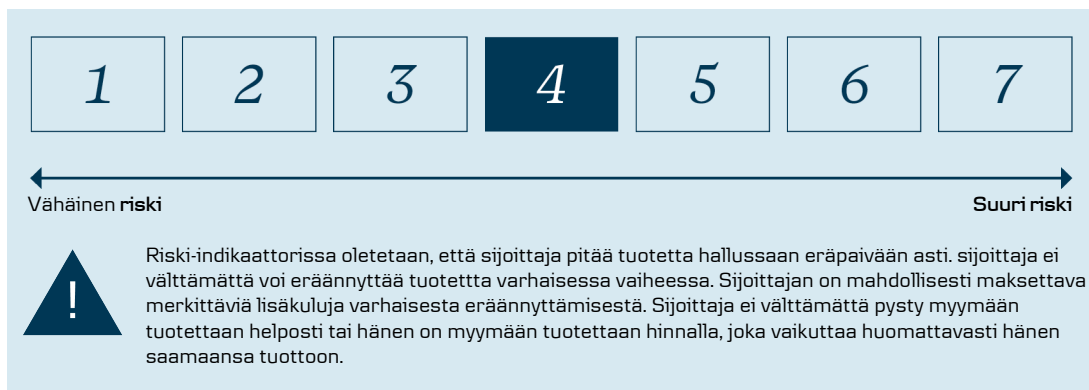 1 2 3 4 5 6 7
Vähäinen riski Suuri riski
! Riski-indikaattorissa oletetaan, että sijoittaja pitää tuotetta hallussaan eräpaivään asti. sijoittaja ei
välttämättä voi eräännyttää tuotettta varhaisessa vaiheessa. Sijoittajan on mahdollisesti maksettava
merkittäviä lisäkuluja varhaisesta eräännyttämisestä. Sijoittaja ei välttämättä pysty myymään
tuotettaan helposti tai hänen on myymään tuotettaan hinnalla, joka vaikuttaa huomattavasti hänen
saamaansa tuottoon.